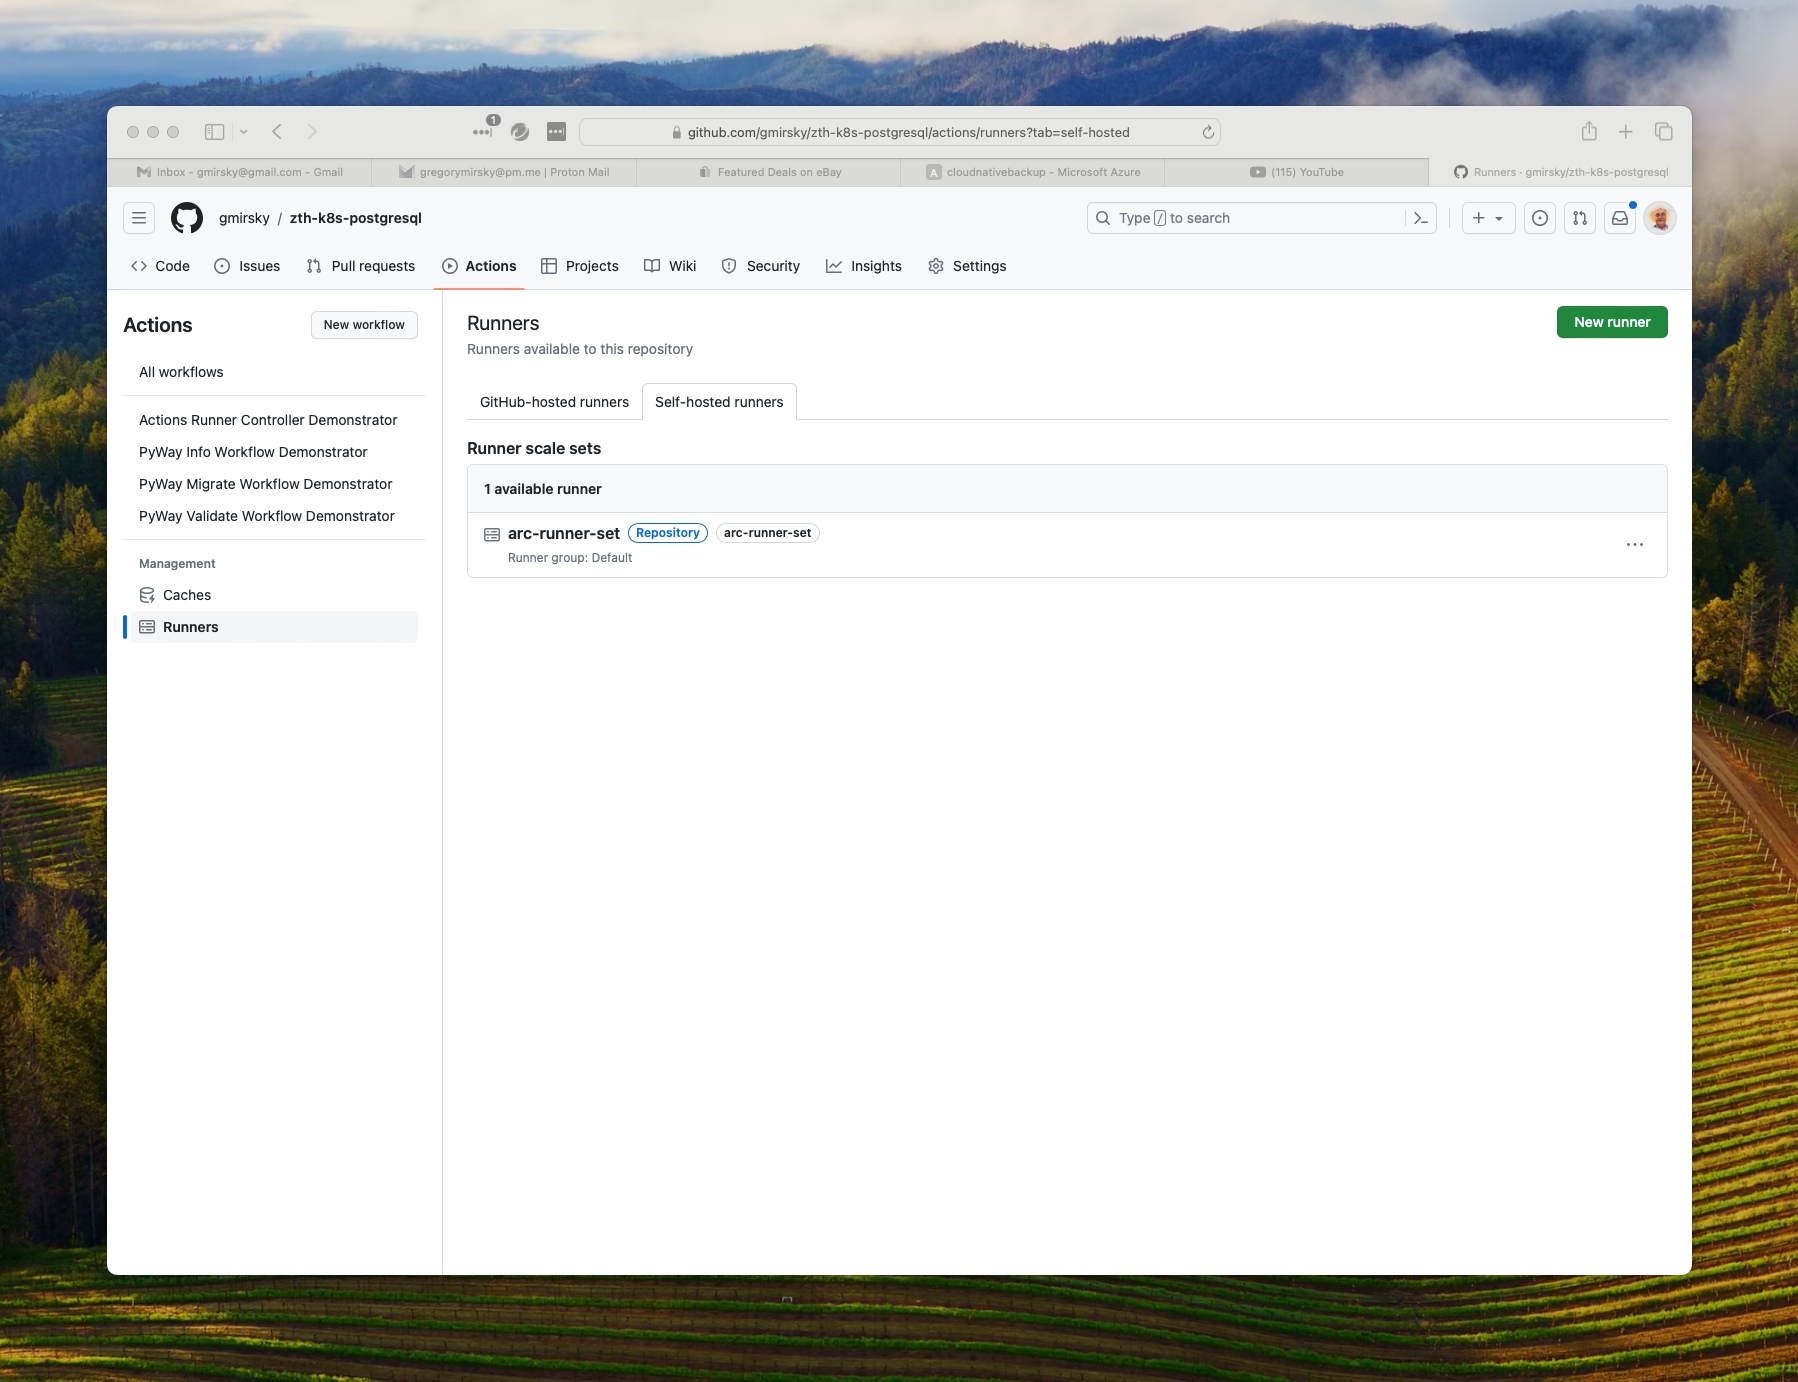 1
github.com/gmirsky/zth-k8s-postgresql/actions/runners?tab=self-hosted
Inbox - gmirsky@gmail.com - Gmail
gregorymirsky@pm.me | Proton Mail
Featured Deals on eBay
A cloudnativebackup - Microsoft Azure
(115) YouTube
Runners · gmirsky/zth-k8s-postgresql
gmirsky / zth-k8s-postgresql
Type / to search
Code
Issues
Pull requests
Actions
Projects
Wiki
Security
Insights
Settings
Actions
New workflow
All workflows
Actions Runner Controller Demonstrator
PyWay Info Workflow Demonstrator
PyWay Migrate Workflow Demonstrator
PyWay Validate Workflow Demonstrator
Management
Caches
Runners
Runners
New runner
Runners available to this repository
GitHub-hosted runners
Self-hosted runners
Runner scale sets
1 available runner
arc-runner-set Repository arc-runner-set
Runner group: Default